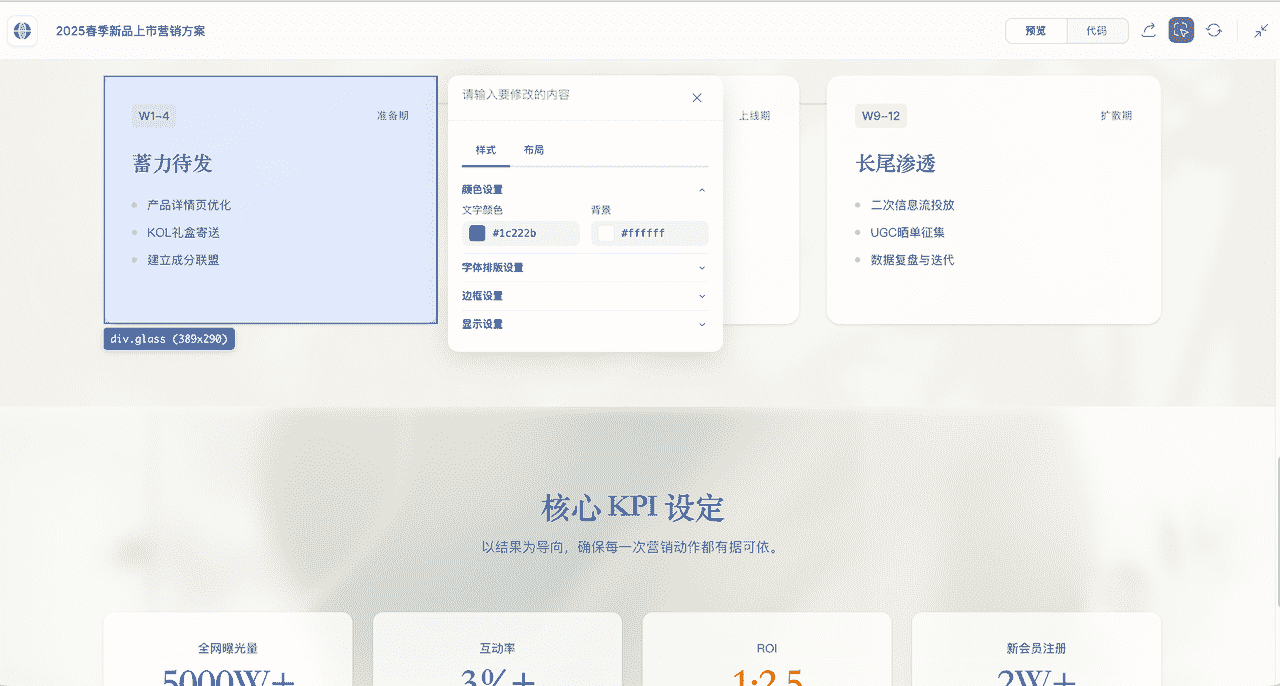 2025春季新品上市营销方案
预览
代码
W1–4
准备期
蓄力待发
产品详情页优化
KOL礼盒寄送
建立成分联盟
div.glass (389x290)
请输入要修改的内容
样式
布局
颜色设置
文字颜色
背景
#1c222b
#ffffff
字体排版设置
边框设置
显示设置
上线期
W9–12
扩散期
长尾渗透
二次信息流投放
UGC晒单征集
数据复盘与迭代
核心 KPI 设定
以结果为导向，确保每一次营销动作都有据可依。
全网曝光量
5000W+
互动率
3%+
ROI
1:2.5
新会员注册
2W+